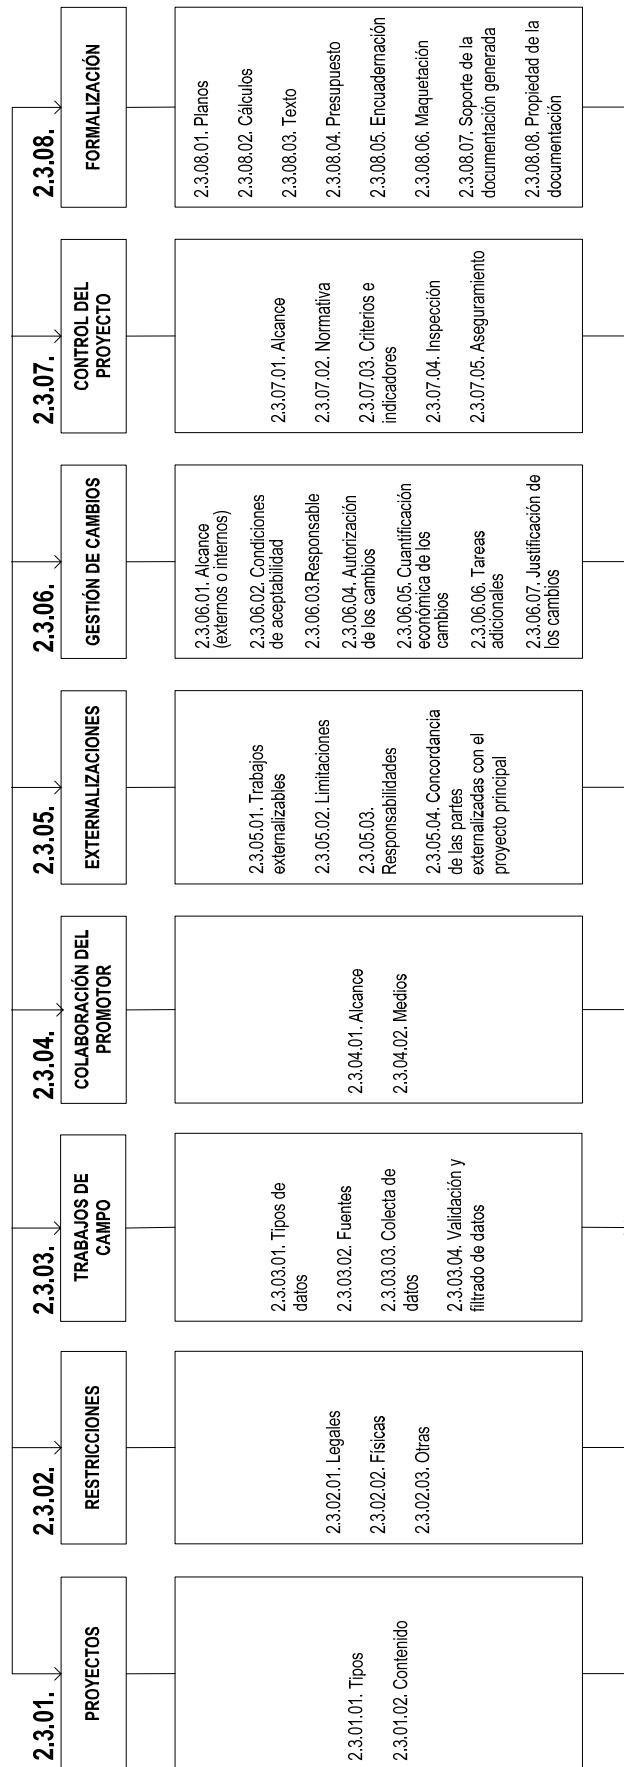 2.3.01.
PROYECTOS
2.3.01.01. Tipos
2.3.01.02. Contenido
2.3.02.
RESTRICCIONES
2.3.02.01. Legales
2.3.02.02. Físicas
2.3.02.03. Otras
2.3.03.
TRABAJOS DE
CAMPO
2.3.03.01. Tipos de
datos
2.3.03.02. Fuentes
2.3.03.03. Colecta de
datos
2.3.03.04. Validación y
filtrado de datos
2.3.04.
COLABORACIÓN DEL
PROMOTOR
2.3.04.01. Alcance
2.3.04.02. Medios
2.3.05.
EXTERNALIZACIONES
2.3.05.01. Trabajos
externalizables
2.3.05.02. Limitaciones
2.3.05.03.
Responsabilidades
2.3.05.04. Concordancia
de las partes
externalizadas con el
proyecto principal
2.3.06.
GESTIÓN DE CAMBIOS
2.3.06.01. Alcance
(externos o internos)
2.3.06.02. Condiciones
de aceptabilidad
2.3.06.03.Responsable
2.3.06.04. Autorización
de los cambios
2.3.06.05. Cuantificación
económica de los
cambios
2.3.06.06. Tareas
adicionales
2.3.06.07. Justificación de
los cambios
2.3.07.
CONTROL DEL
PROYECTO
2.3.07.01. Alcance
2.3.07.02. Normativa
2.3.07.03. Criterios e
indicadores
2.3.07.04. Inspección
2.3.07.05. Aseguramiento
2.3.08.
FORMALIZACIÓN
2.3.08.01. Planos
2.3.08.02. Cálculos
2.3.08.03. Texto
2.3.08.04. Presupuesto
2.3.08.05. Encuadernación
2.3.08.06. Maquetación
2.3.08.07. Soporte de la
documentación generada
2.3.08.08. Propiedad de la
documentación